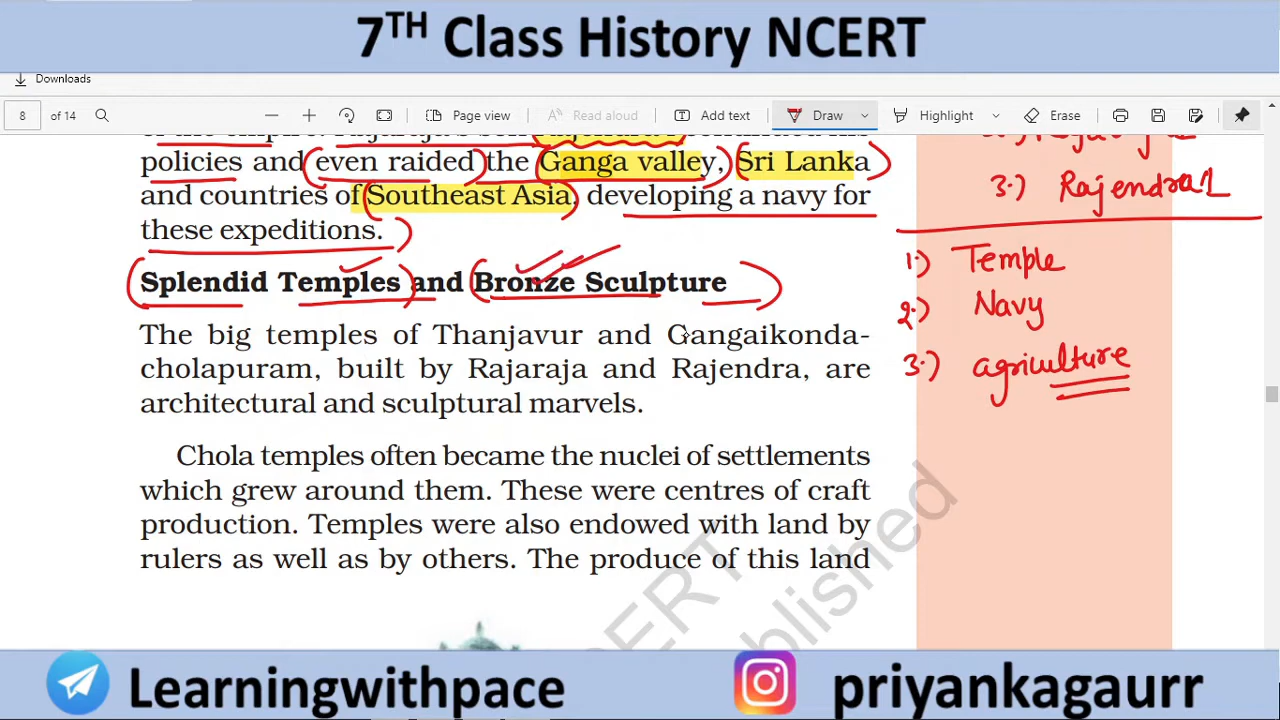 7TH Class History NCERT
Downloads
8 of 14 Page view Read aloud Add text Draw Highlight Erase
policies and even raided the Ganga valley, Sri Lanka
and countries of Southeast Asia, developing a navy for
these expeditions.
Splendid Temples and Bronze Sculpture
The big temples of Thanjavur and Gangaikonda-
cholapuram, built by Rajaraja and Rajendra, are
architectural and sculptural marvels.
Chola temples often became the nuclei of settlements
which grew around them. These were centres of craft
production. Temples were also endowed with land by
rulers as well as by others. The produce of this land
3.) Rajendra1
1.) Temple
2.) Navy
3.) agriculture
Learningwithpace
priyankagaurr